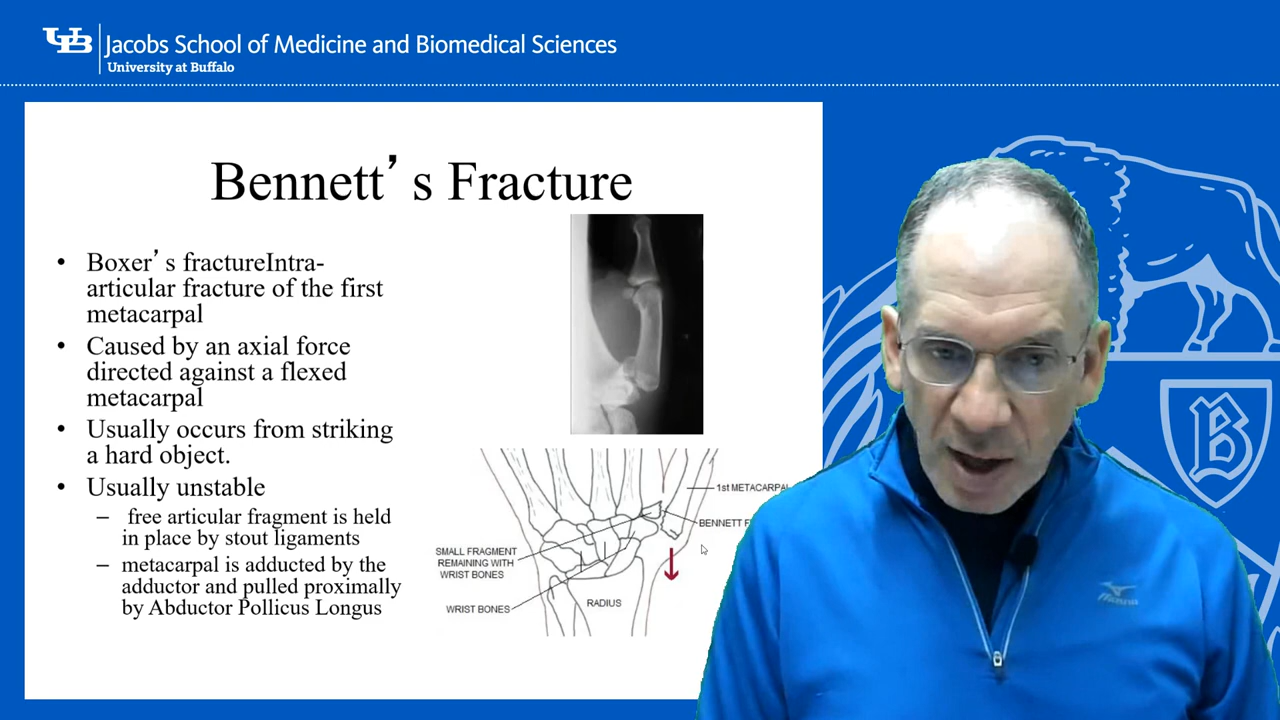 UB Jacobs School of Medicine and Biomedical Sciences
University at Buffalo
Bennett’s Fracture
• Boxer’s fractureIntra-
articular fracture of the first
metacarpal
• Caused by an axial force
directed against a flexed
metacarpal
• Usually occurs from striking
a hard object.
• Usually unstable
– free articular fragment is held
in place by stout ligaments
– metacarpal is adducted by the
adductor and pulled proximally
by Abductor Pollicus Longus
1st METACARPAL
BENNETT F
SMALL FRAGMENT
REMAINING WITH
WRIST BONES
WRIST BONES
RADIUS
B
MIZUNO